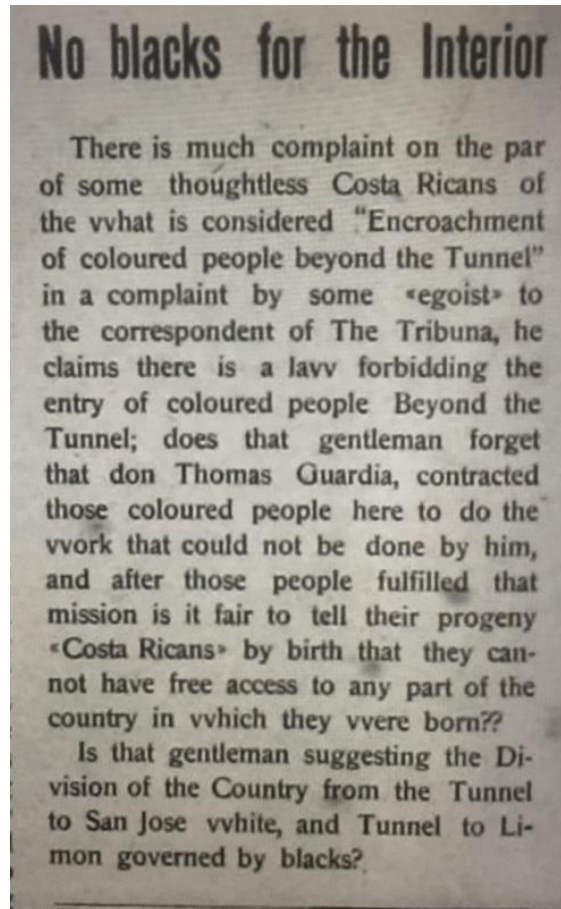 No blacks for the Interior
There is much complaint on the par
of some thoughtless Costa Ricans of
the vvhat is considered "Encroachment
of coloured people beyond the Tunnel"
in a complaint by some «egoist» to
the correspondent of The Tribuna, he
claims there is a lavv forbidding the
entry of coloured people Beyond the
Tunnel; does that gentleman forget
that don Thomas Guardia, contracted
those coloured people here to do the
vvork that could not be done by him,
and after those people fulfilled that
mission is it fair to tell their progeny
«Costa Ricans» by birth that they can-
not have free access to any part of the
country in vvhich they vvere born??
Is that gentleman suggesting the Di-
vision of the Country from the Tunnel
to San Jose vvhite, and Tunnel to Li-
mon governed by blacks?